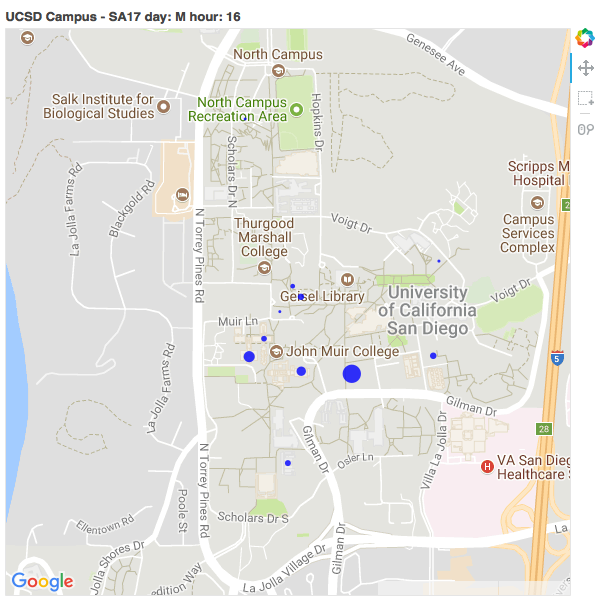 UCSD Campus - SA17 day: M hour: 16
Genesee Ave
North Campus
Salk Institute for
Biological Studies
North Campus
Recreation Area
Hopkins Dr
Scholars Dr N
Scripps M
Hospital
La Jolla Farms Rd
Blackgold Rd
N Torrey Pines Rd
Voigt Dr
Campus
Services
Complex
Thurgood
Marshall
College
Geisel Library
University
of California
San Diego
Voigt Dr
Muir Ln
John Muir College
5
La Jolla Farms Rd
Gilman Dr
Gilman Dr
Villa La Jolla Dr
28
N Torrey Pines Rd
Osler Ln
H
VA San Dieg
Healthcare
Poole St
Ellentown Rd
Scholars Dr S
Gilman Dr
La
La Jolla Shores Dr
La Jolla Village Dr
edition Way
Google